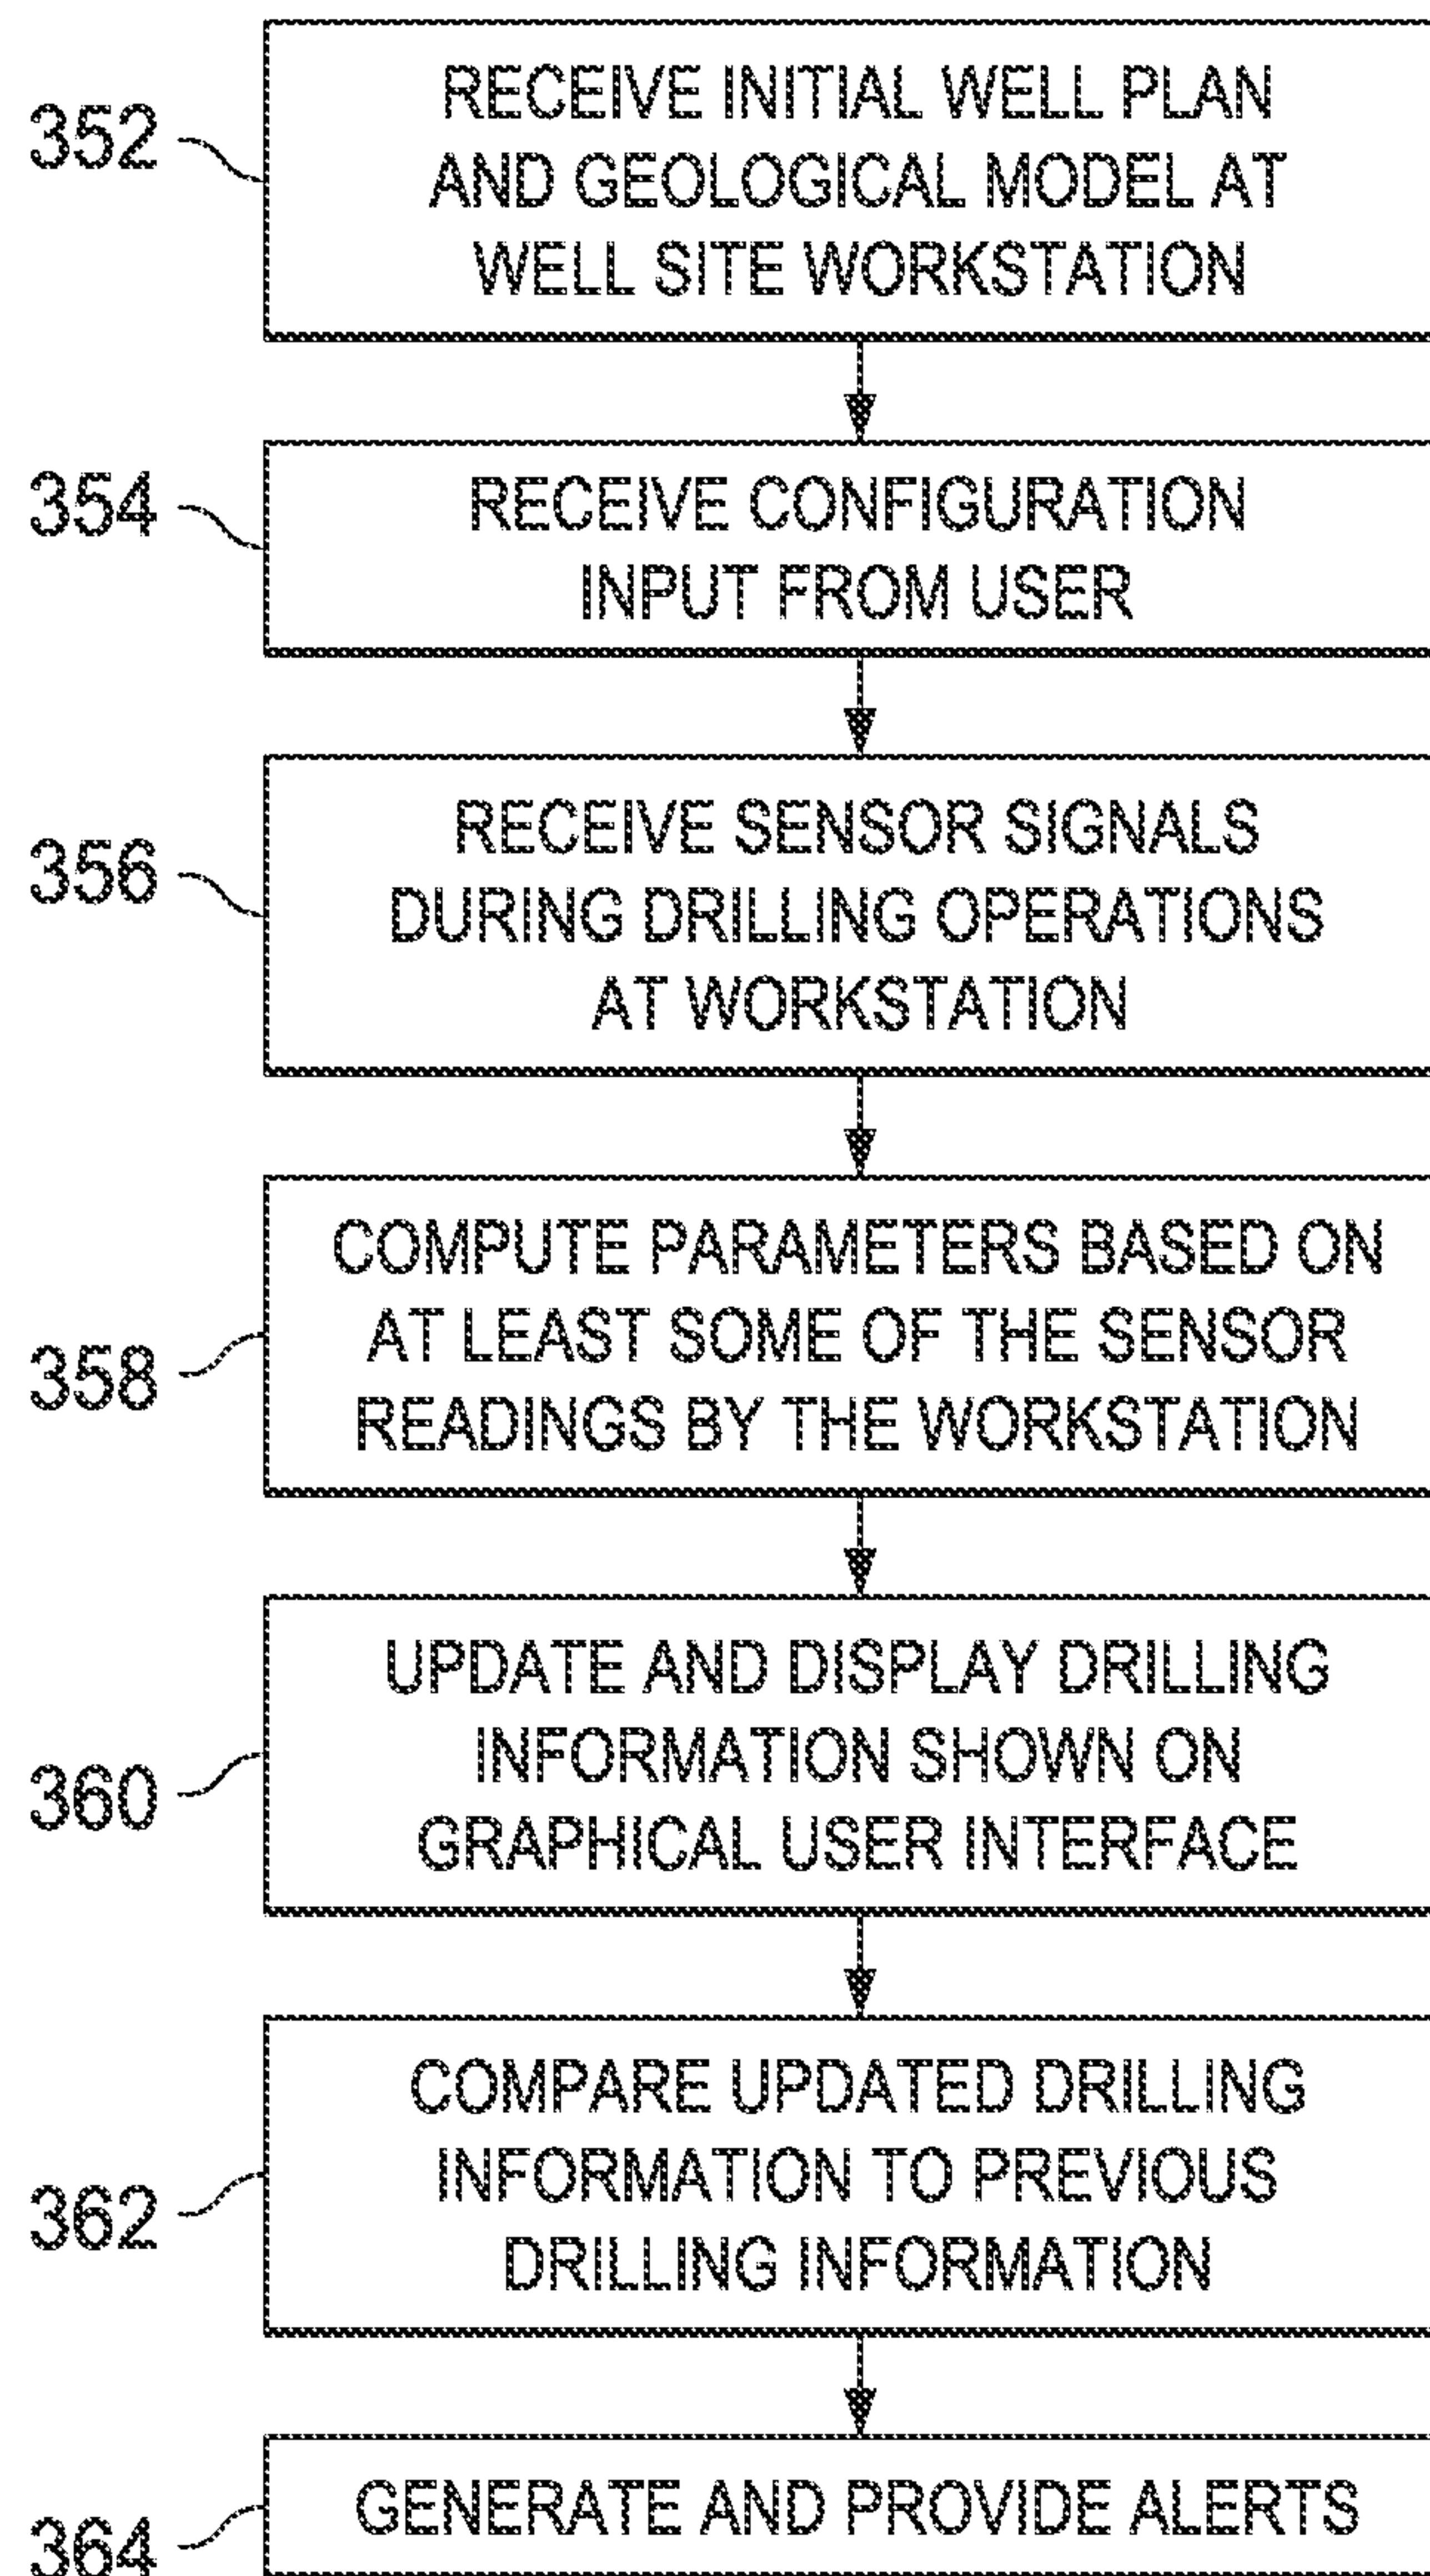 352
RECEIVE INITIAL WELL PLAN
AND GEOLOGICAL MODEL AT
WELL SITE WORKSTATION
354
RECEIVE CONFIGURATION
INPUT FROM USER
356
RECEIVE SENSOR SIGNALS
DURING DRILLING OPERATIONS
AT WORKSTATION
358
COMPUTE PARAMETERS BASED ON
AT LEAST SOME OF THE SENSOR
READINGS BY THE WORKSTATION
360
UPDATE AND DISPLAY DRILLING
INFORMATION SHOWN ON
GRAPHICAL USER INTERFACE
362
COMPARE UPDATED DRILLING
INFORMATION TO PREVIOUS
DRILLING INFORMATION
364
GENERATE AND PROVIDE ALERTS